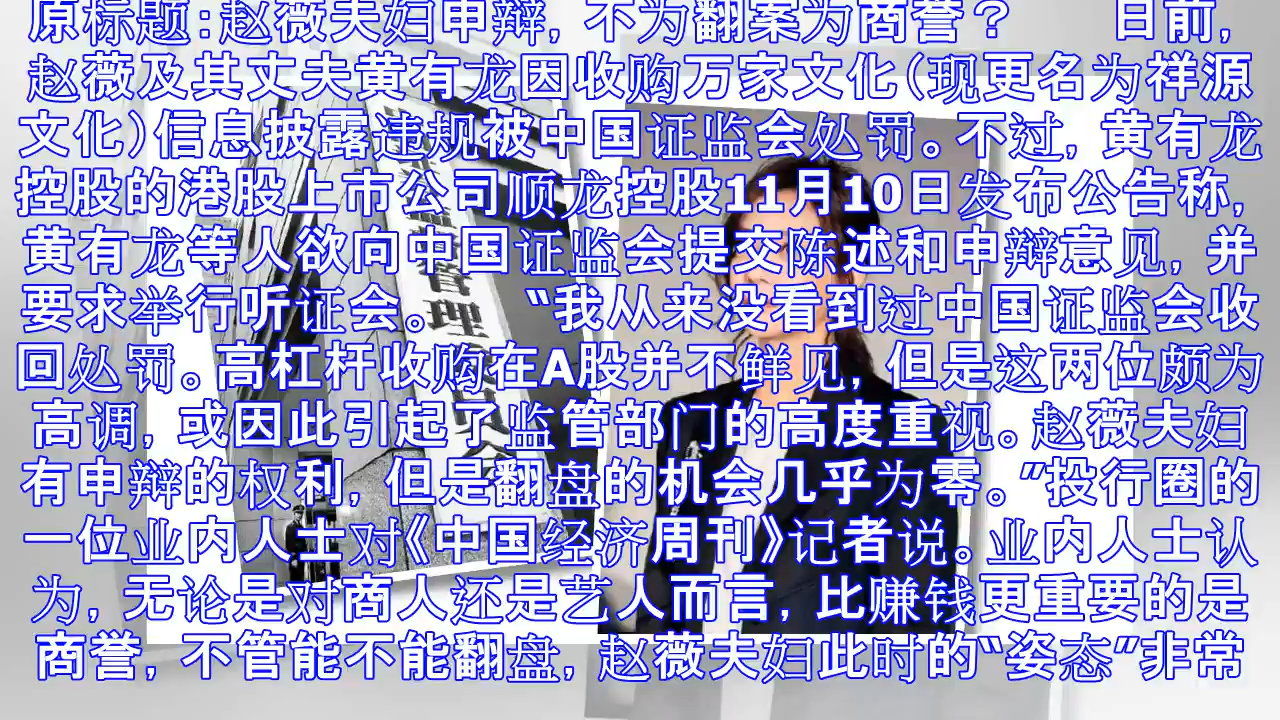 原标题:赵薇夫妇申辩,不为翻案为商誉？ 日前,
赵薇及其丈夫黄有龙因收购万家文化(现更名为祥源
文化)信息披露违规被中国证监会处罚。不过,黄有龙
控股的港股上市公司顺龙控股11月10日发布公告称,
黄有龙等人欲向中国证监会提交陈述和申辩意见,并
要求举行听证会。 “我从来没看到过中国证监会收
回处罚。高杠杆收购在A股并不鲜见,但是这两位颇为
高调,或因此引起了监管部门的高度重视。赵薇夫妇
有申辩的权利,但是翻盘的机会几乎为零。”投行圈的
一位业内人士对《中国经济周刊》记者说。业内人士认
为,无论是对商人还是艺人而言,比赚钱更重要的是
商誉,不管能不能翻盘,赵薇夫妇此时的“姿态”非常